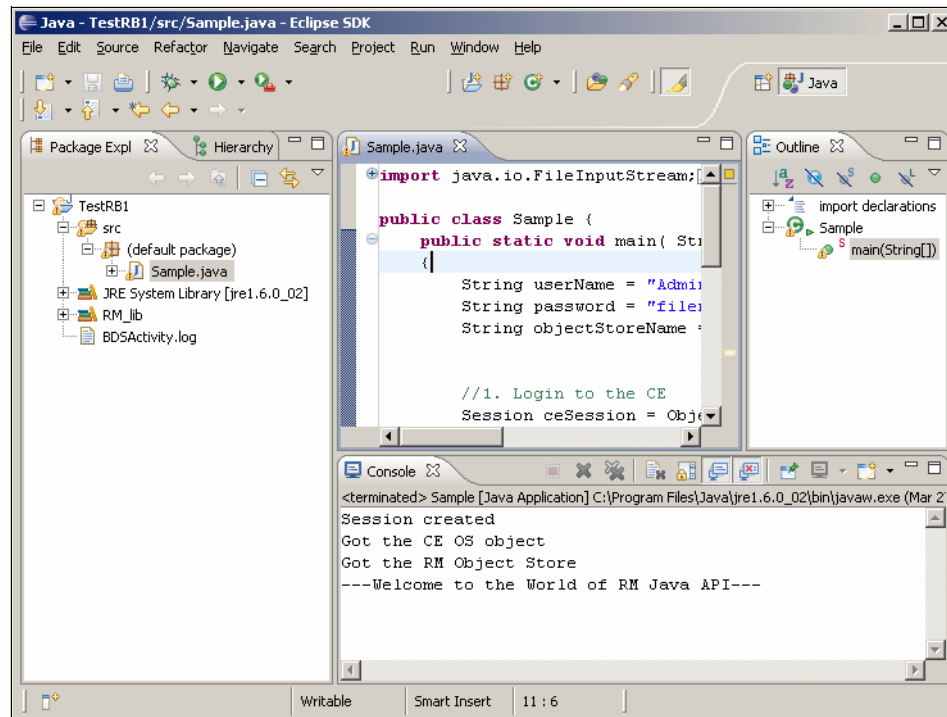 Java - TestRB1/src/Sample.java - Eclipse SDK
File Edit Source Refactor Navigate Search Project Run Window Help
Java
Package Expl Hierarchy
TestRB1
src
(default package)
Sample.java
JRE System Library [jre1.6.0_02]
RM_lib
BDSActivity.log
Sample.java
import java.io.FileInputStream;
public class Sample {
public static void main( Str
{
String userName = "Admin
String password = "filen
String objectStoreName =
//1. Login to the CE
Session ceSession = Obje
Outline
import declarations
Sample
S main(String[])
Console
<terminated> Sample [Java Application] C:\Program Files\Java\jre1.6.0_02\bin\javaw.exe (Mar 2
Session created
Got the CE OS object
Got the RM Object Store
---Welcome to the World of RM Java API---
Writable Smart Insert 11 : 6